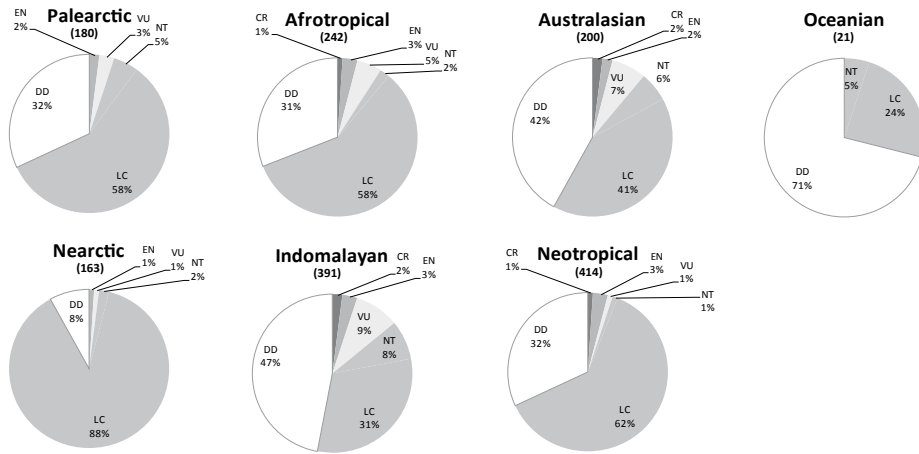 Palearctic
(180)
EN
2%
VU
3%
NT
5%
DD
32%
LC
58%
Afrotropical
(242)
CR
1%
EN
3%
VU
5%
NT
2%
DD
31%
LC
58%
Australasian
(200)
CR
2%
EN
2%
VU
7%
NT
6%
DD
42%
LC
41%
Oceanian
(21)
NT
5%
LC
24%
DD
71%
Nearctic
(163)
EN
1%
VU
1%
NT
2%
DD
8%
LC
88%
Indomalayan
(391)
CR
2%
EN
3%
VU
9%
NT
8%
DD
47%
LC
31%
Neotropical
(414)
CR
1%
EN
3%
VU
1%
NT
1%
DD
32%
LC
62%